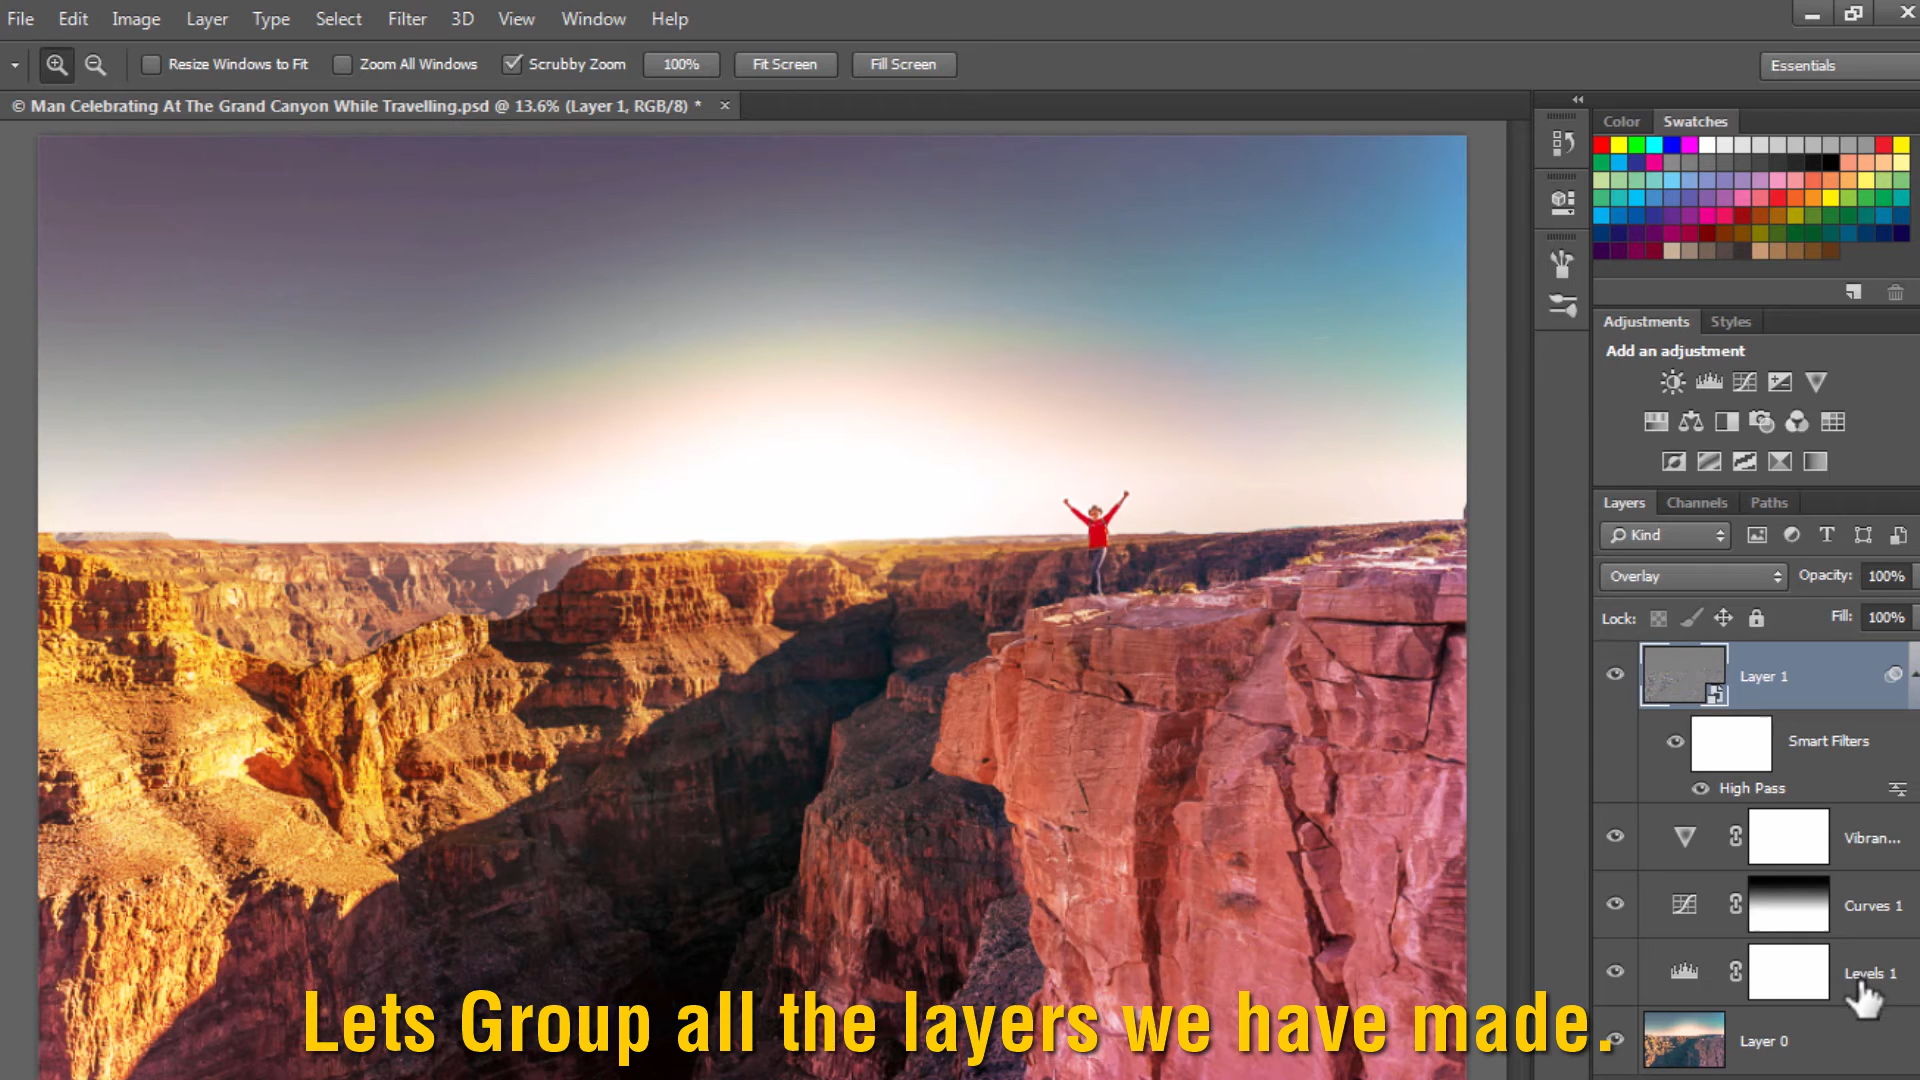 File Edit Image Layer Type Select Filter 3D View Window Help
Resize Windows to Fit Zoom All Windows Scrubby Zoom 100% Fit Screen Fill Screen Essentials
© Man Celebrating At The Grand Canyon While Travelling.psd @ 13.6% (Layer 1, RGB/8) * ×
Color Swatches
Adjustments Styles
Add an adjustment
Layers Channels Paths
Kind
Overlay Opacity: 100%
Lock: Fill: 100%
Layer 1
Smart Filters
High Pass
Vibran...
Curves 1
Levels 1
Layer 0
Lets Group all the layers we have made.